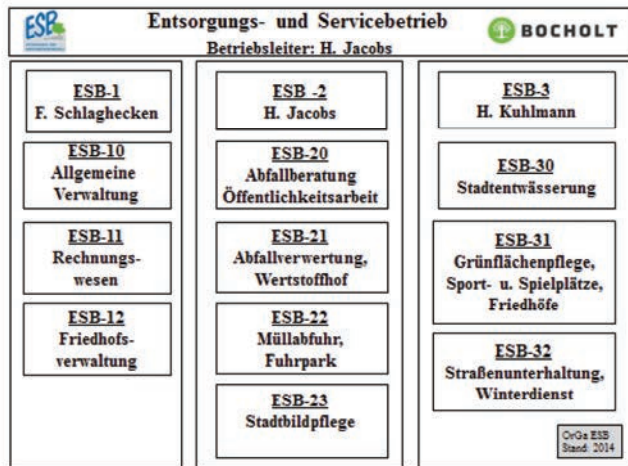 ESB
Entsorgungs- und Servicebetrieb
Betriebsleiter: H. Jacobs
BOCHOLT
ESB-1
F. Schlaghecken
ESB-10
Allgemeine
Verwaltung
ESB-11
Rechnungs-
wesen
ESB-12
Friedhofs-
verwaltung
ESB -2
H. Jacobs
ESB-20
Abfallberatung
Öffentlichkeitsarbeit
ESB-21
Abfallverwertung,
Wertstoffhof
ESB-22
Müllabfuhr,
Fuhrpark
ESB-23
Stadtbildpflege
ESB-3
H. Kuhlmann
ESB-30
Stadtentwässerung
ESB-31
Grünflächenpflege,
Sport- u. Spielplätze,
Friedhöfe
ESB-32
Straßenunterhaltung,
Winterdienst
OrGa ESB
Stand: 2014